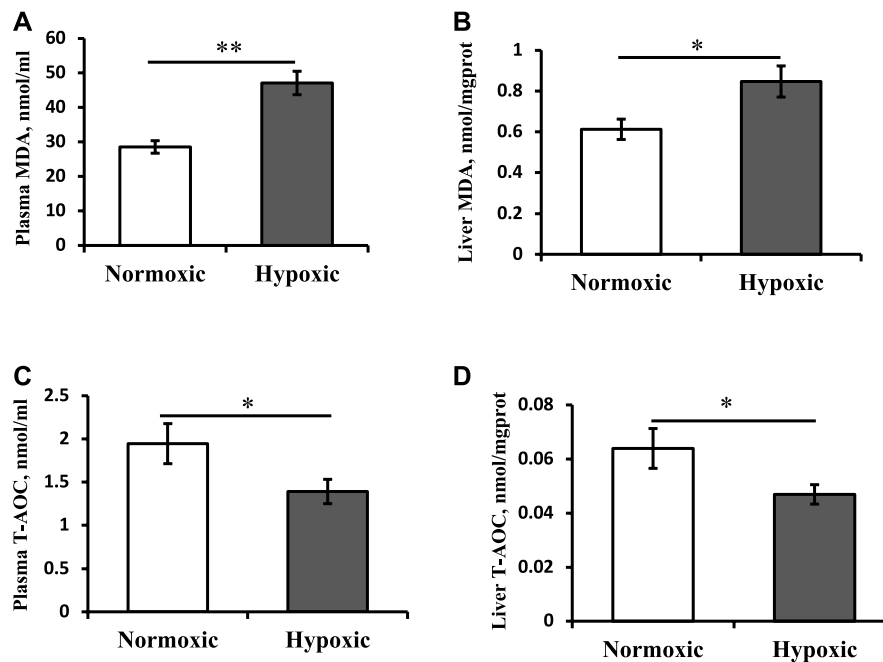 A
Plasma MDA, nmol/ml
60
50
40
30
20
10
0
**
Normoxic
Hypoxic
B
Liver MDA, nmol/mgprot
1
0.8
0.6
0.4
0.2
0
*
Normoxic
Hypoxic
C
Plasma T-AOC, nmol/ml
2.5
2
1.5
1
0.5
0
*
Normoxic
Hypoxic
D
Liver T-AOC, nmol/mgprot
0.08
0.06
0.04
0.02
0
*
Normoxic
Hypoxic